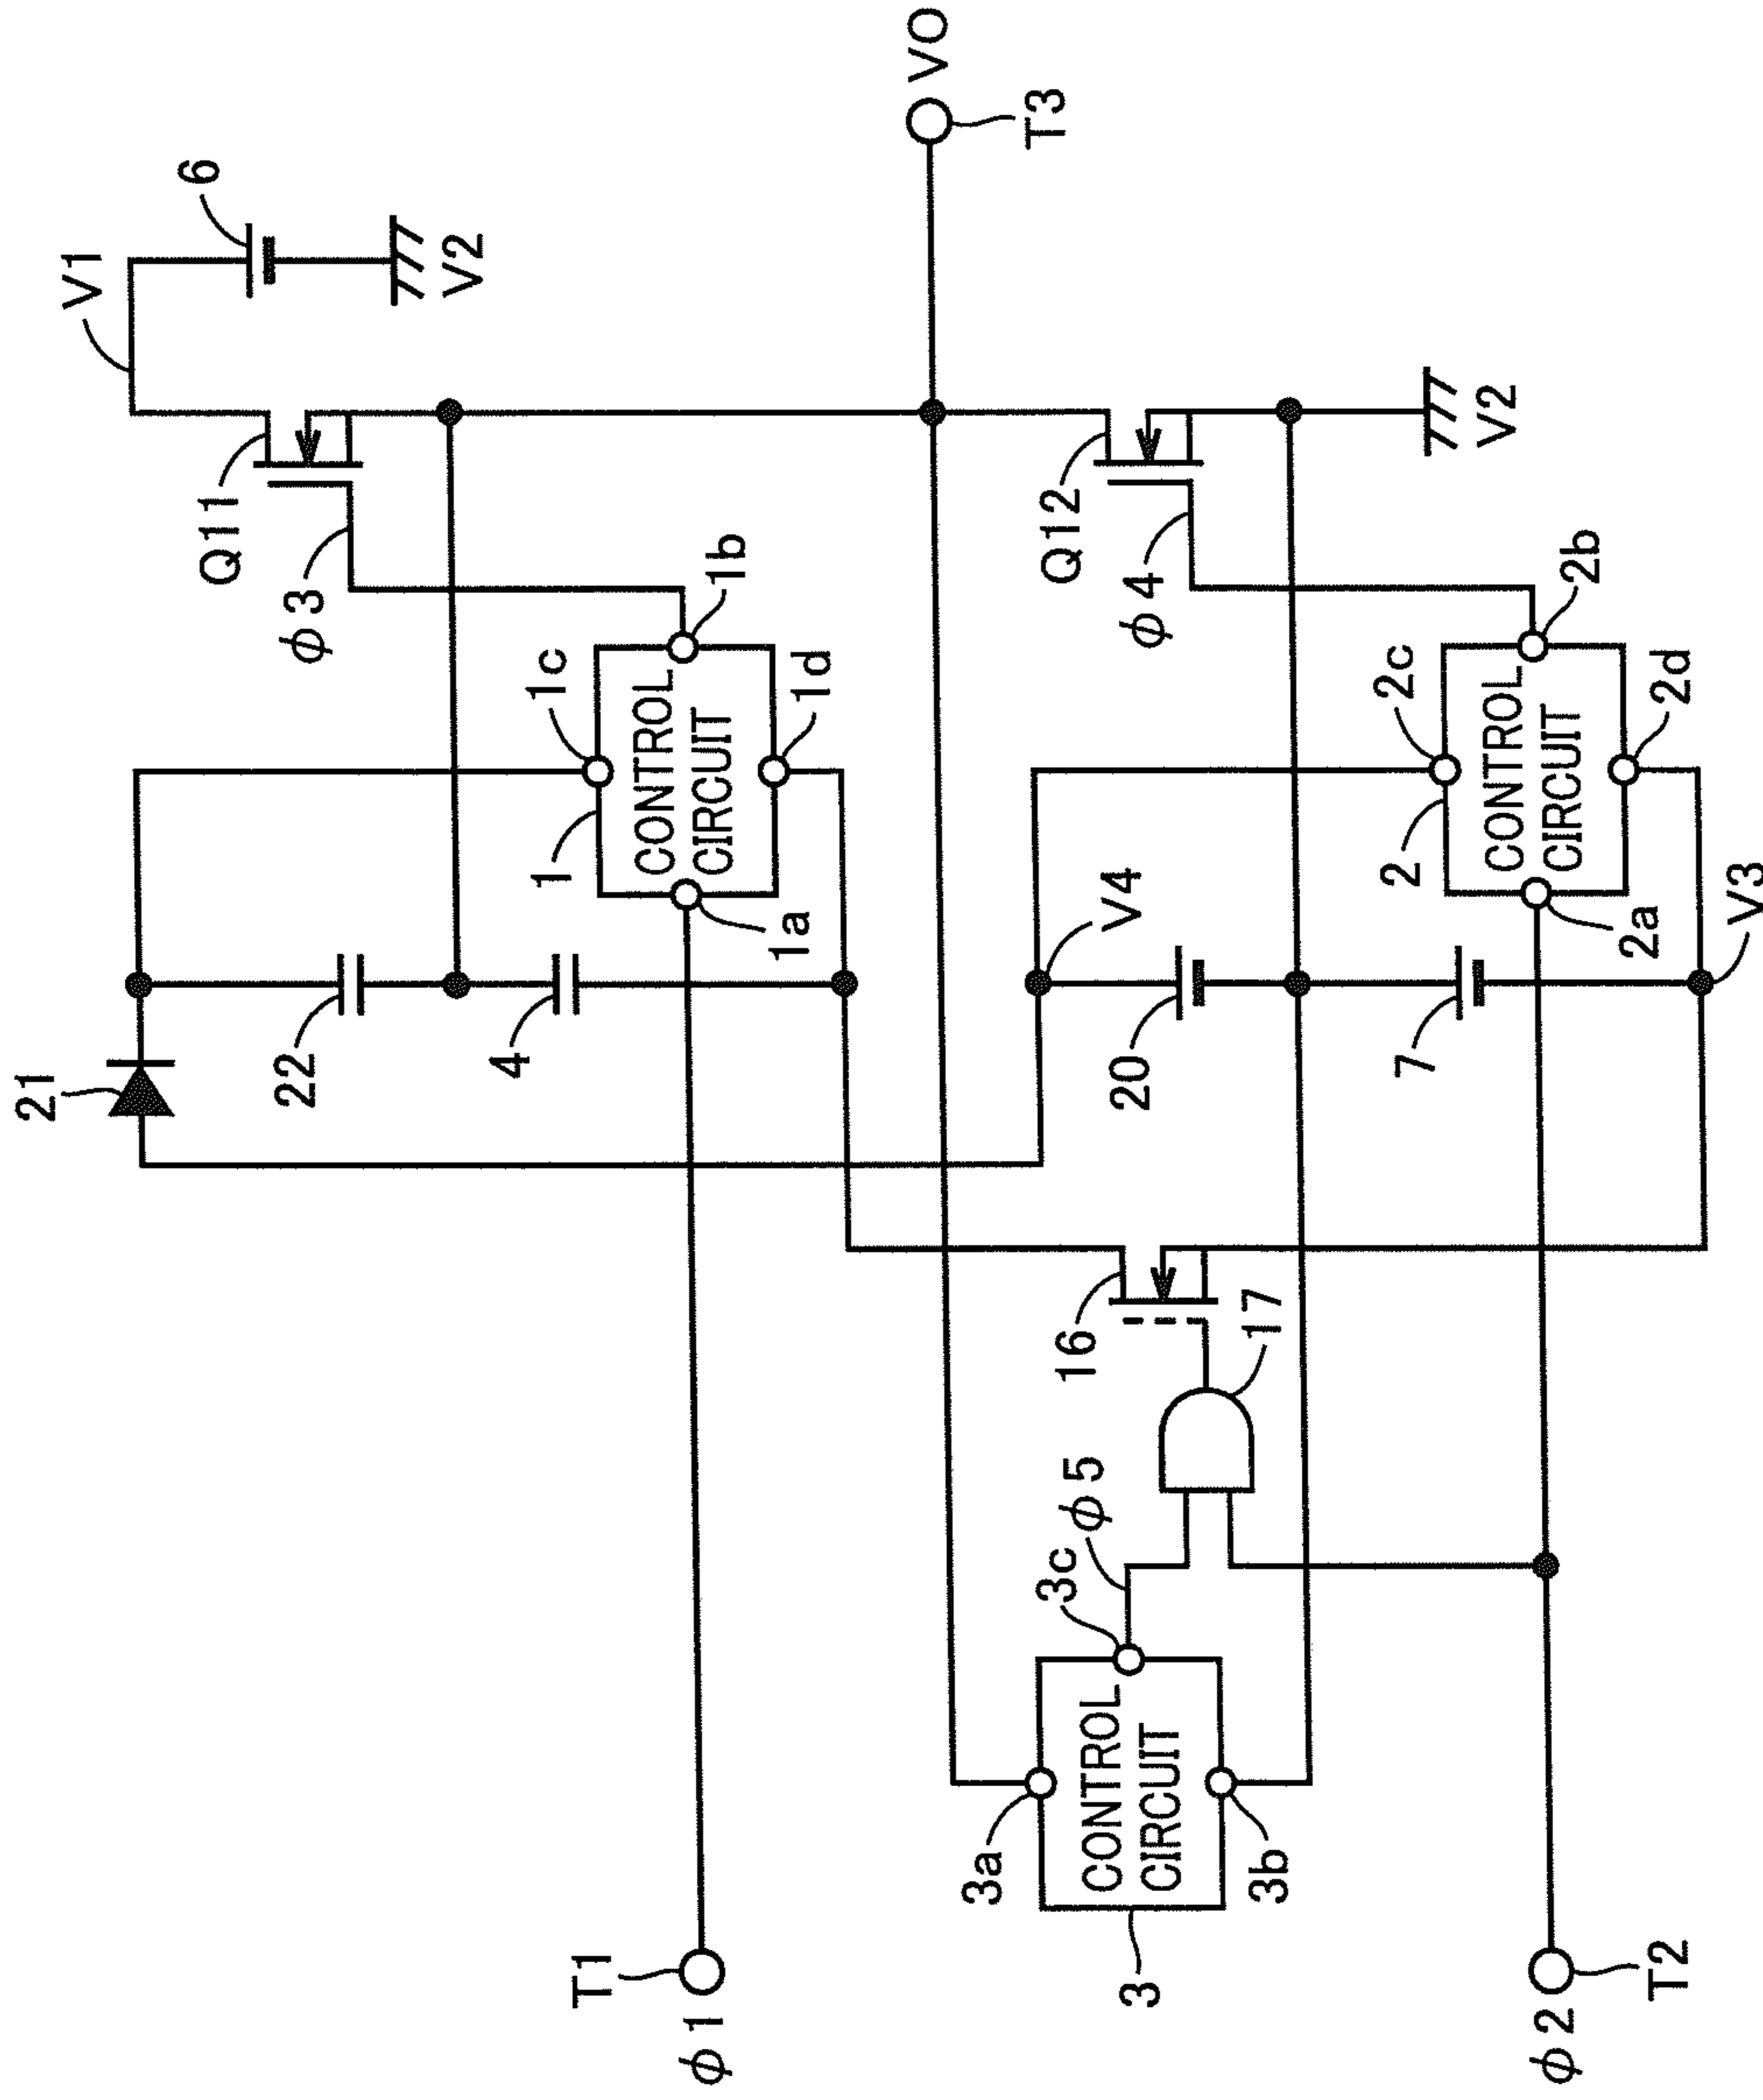 V1
6
V2
Q11
φ3
21
22
1c
1
CONTROL
CIRCUIT
1b
4
1a
1d
VO
T3
T1
φ1
Q12
φ4
V4
2c
20
2
CONTROL
CIRCUIT
2b
V2
7
2a
2d
V3
16
17
φ5
3c
3a
CONTROL
CIRCUIT
3
3b
φ2
T2